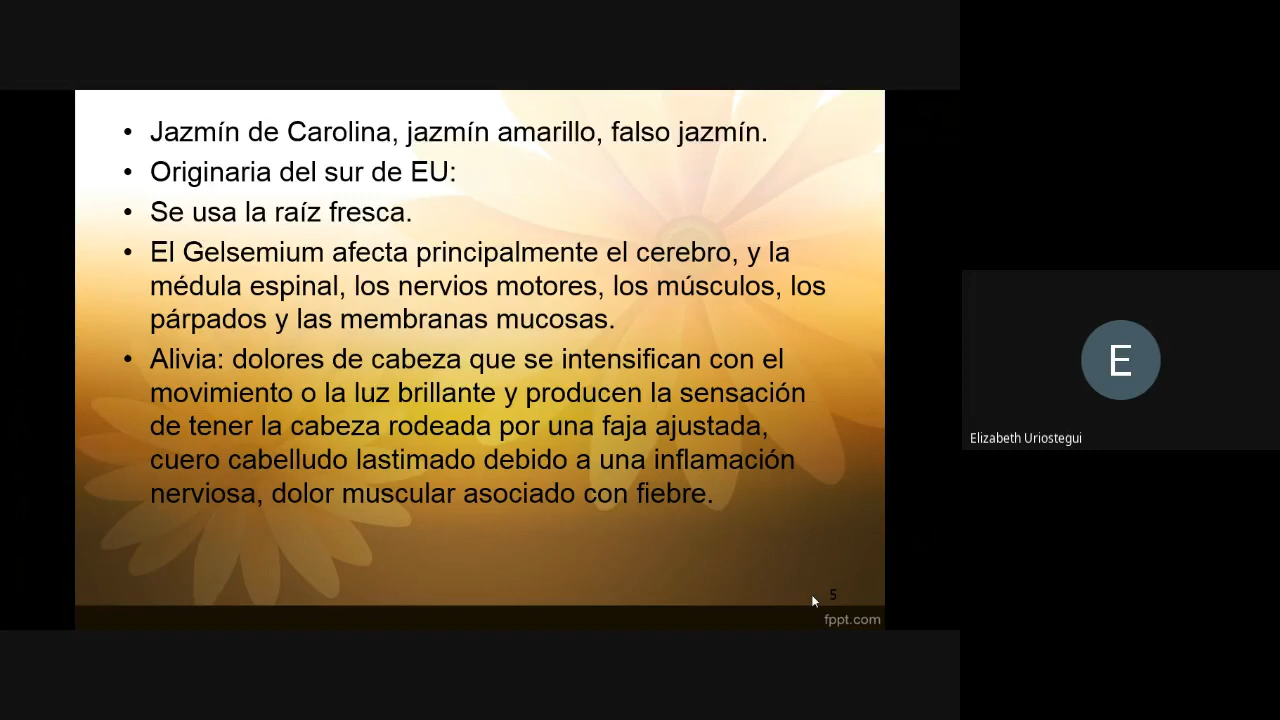 • Jazmín de Carolina, jazmín amarillo, falso jazmín.
• Originaria del sur de EU:
• Se usa la raíz fresca.
• El Gelsemium afecta principalmente el cerebro, y la
médula espinal, los nervios motores, los músculos, los
párpados y las membranas mucosas.
• Alivia: dolores de cabeza que se intensifican con el
movimiento o la luz brillante y producen la sensación
de tener la cabeza rodeada por una faja ajustada,
cuero cabelludo lastimado debido a una inflamación
nerviosa, dolor muscular asociado con fiebre.
5
fppt.com
E
Elizabeth Uriostegui